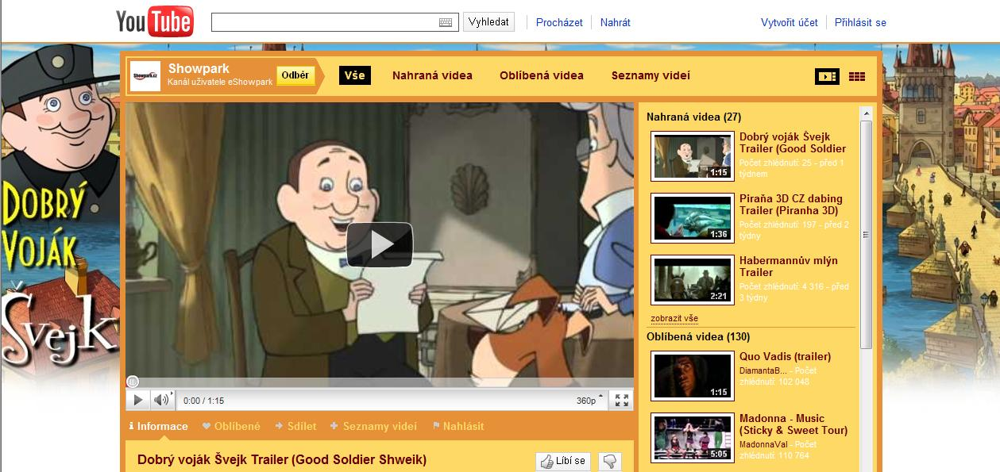 YouTube
Vyhledat
Procházet
Nahrát
Vytvořit účet
Přihlásit se
DOBRÝ
VOJÁK
Švejk
Showpark.cz
Showpark
Kanál uživatele eShowpark
Odběr
Vše
Nahraná videa
Oblíbená videa
Seznamy videí
0:00 / 1:15
360p
Informace
Oblíbené
Sdílet
Seznamy videí
Nahlásit
Dobrý voják Švejk Trailer (Good Soldier Shweik)
Líbí se
Nahraná videa (27)
1:15
Dobrý voják Švejk
Trailer (Good Soldier
Počet zhlédnutí: 25 - před 1
týdnem
1:36
Piraňa 3D CZ dabing
Trailer (Piranha 3D)
Počet zhlédnutí: 197 - před 2
týdny
2:21
Habermannův mlýn
Trailer
Počet zhlédnutí: 4 316 - před
3 týdny
zobrazit vše
Oblíbená videa (130)
1:15
Quo Vadis (trailer)
DiamantaB... - Počet
zhlédnutí: 102 048
5:05
Madonna - Music
(Sticky & Sweet Tour)
MadonnaVal - Počet
zhlédnutí: 110 764